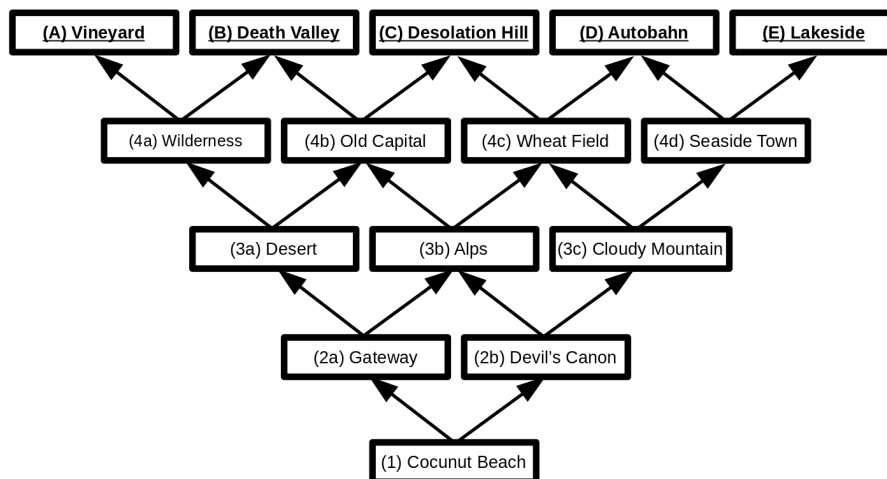 (A) Vineyard
(B) Death Valley
(C) Desolation Hill
(D) Autobahn
(E) Lakeside
(4a) Wilderness
(4b) Old Capital
(4c) Wheat Field
(4d) Seaside Town
(3a) Desert
(3b) Alps
(3c) Cloudy Mountain
(2a) Gateway
(2b) Devil's Canon
(1) Cocunut Beach